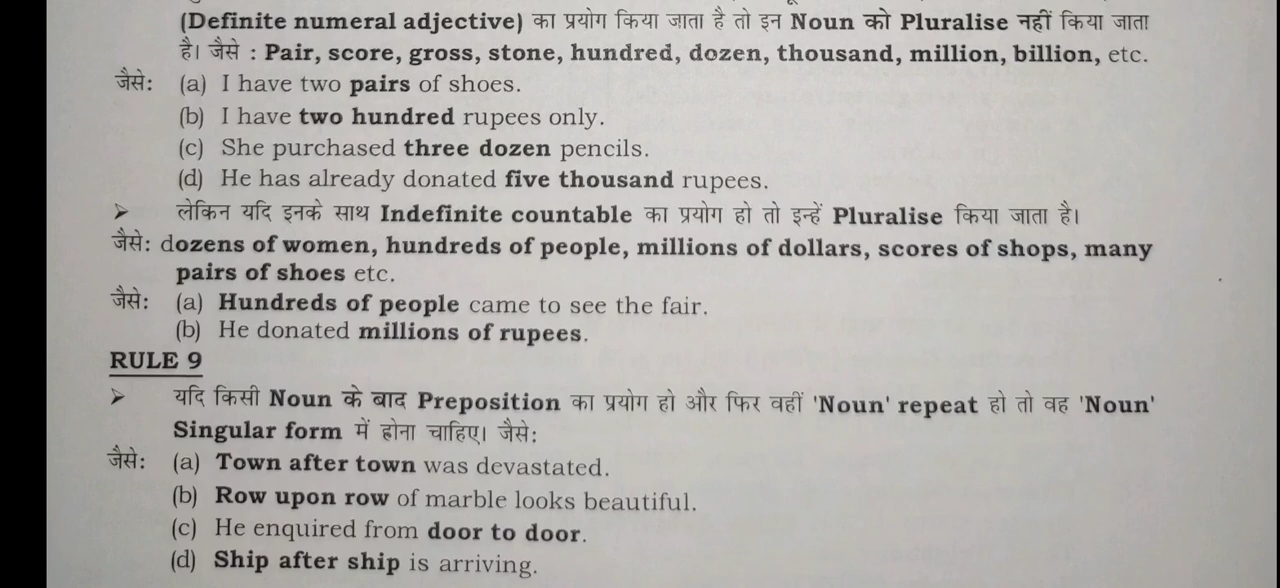 (Definite numeral adjective) का प्रयोग किया जाता है तो इन Noun को Pluralise नहीं किया जाता
है। जैसे : Pair, score, gross, stone, hundred, dozen, thousand, million, billion, etc.
जैसे: (a) I have two pairs of shoes.
(b) I have two hundred rupees only.
(c) She purchased three dozen pencils.
(d) He has already donated five thousand rupees.
➤ लेकिन यदि इनके साथ Indefinite countable का प्रयोग हो तो इन्हें Pluralise किया जाता है।
जैसे: dozens of women, hundreds of people, millions of dollars, scores of shops, many
pairs of shoes etc.
जैसे: (a) Hundreds of people came to see the fair.
(b) He donated millions of rupees.
RULE 9
➤ यदि किसी Noun के बाद Preposition का प्रयोग हो और फिर वहीं 'Noun' repeat हो तो वह 'Noun'
Singular form में होना चाहिए। जैसे:
जैसे: (a) Town after town was devastated.
(b) Row upon row of marble looks beautiful.
(c) He enquired from door to door.
(d) Ship after ship is arriving.